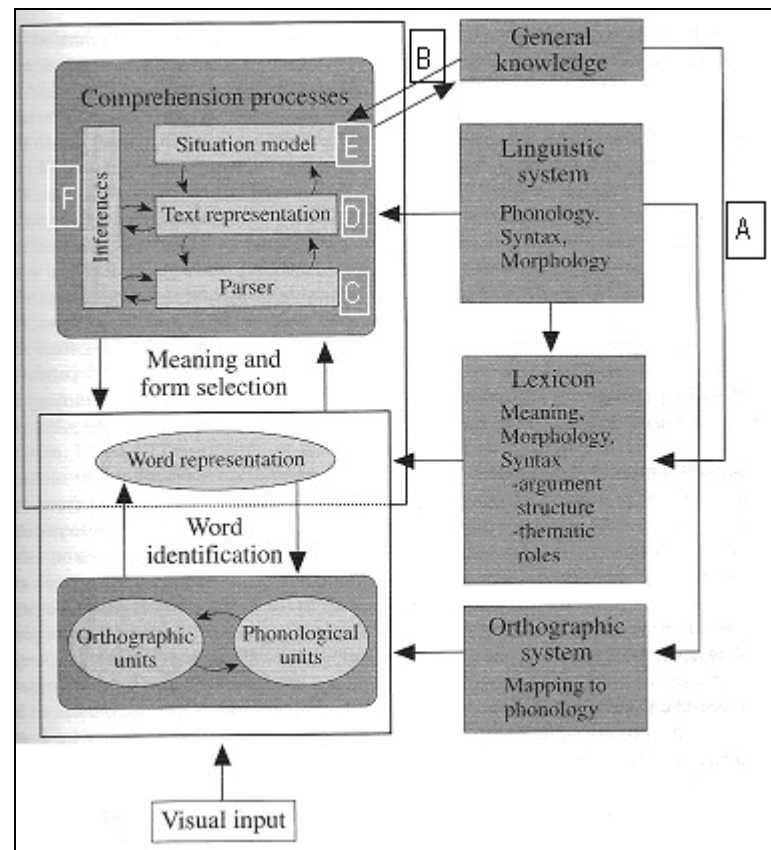 B
General
knowledge
Comprehension processes
Situation model
E
F
Inferences
Text representation
D
Parser
C
Linguistic
system
Phonology,
Syntax,
Morphology
A
Meaning and
form selection
Lexicon
Meaning,
Morphology,
Syntax
-argument
structure
-thematic
roles
Word representation
Word
identification
Orthographic
units
Phonological
units
Orthographic
system
Mapping to
phonology
Visual input